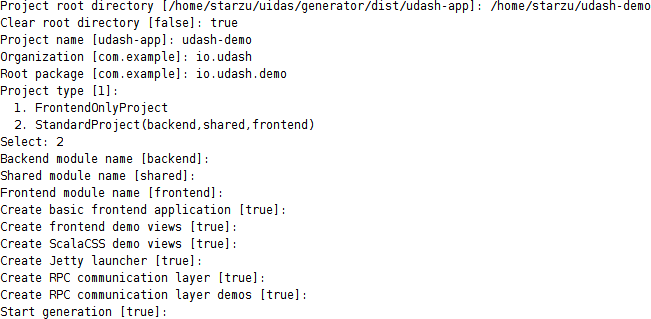 Project root directory [/home/starzu/uidas/generator/dist/udash-app]: /home/starzu/udash-demo
Clear root directory [false]: true
Project name [udash-app]: udash-demo
Organization [com.example]: io.udash
Root package [com.example]: io.udash.demo
Project type [1]:
  1. FrontendOnlyProject
  2. StandardProject(backend,shared,frontend)
Select: 2
Backend module name [backend]:
Shared module name [shared]:
Frontend module name [frontend]:
Create basic frontend application [true]:
Create frontend demo views [true]:
Create ScalaCSS demo views [true]:
Create Jetty launcher [true]:
Create RPC communication layer [true]:
Create RPC communication layer demos [true]:
Start generation [true]: